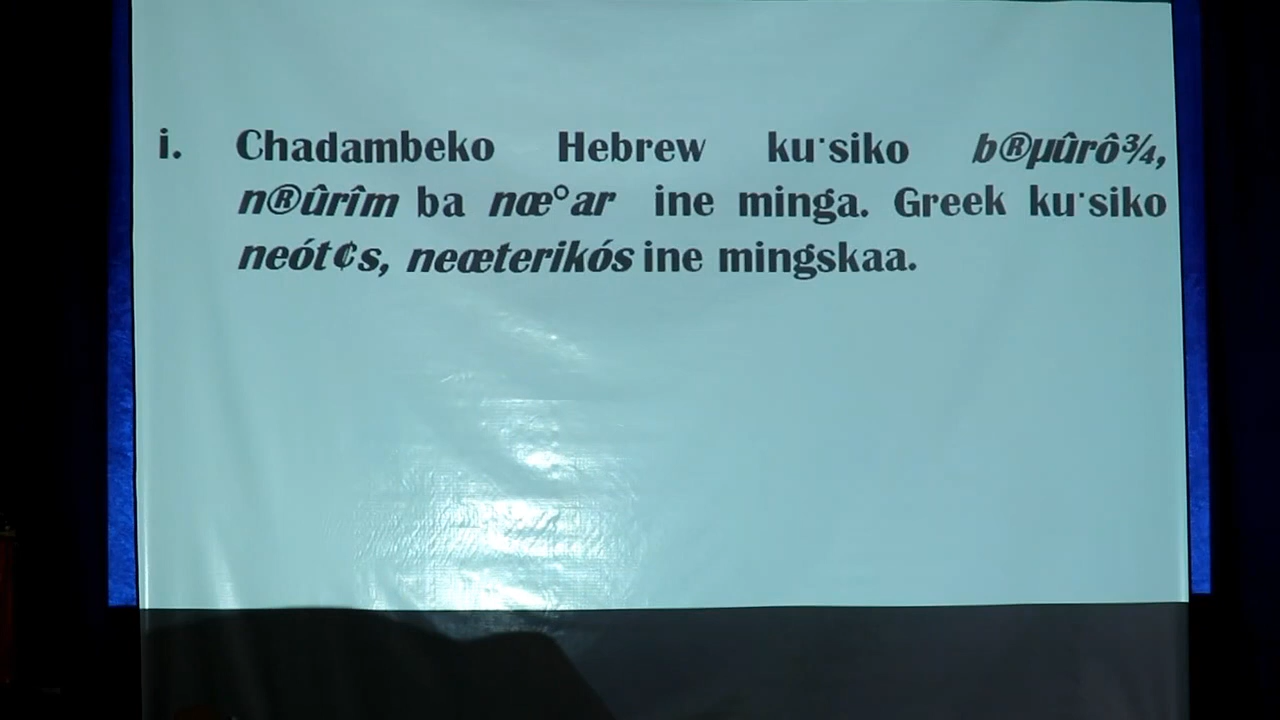 i. Chadambeko Hebrew ku˙siko b®µûrô¾,
n®ûrîm ba nœ°ar ine minga. Greek ku˙siko
neót¢s, neœterikós ine mingskaa.